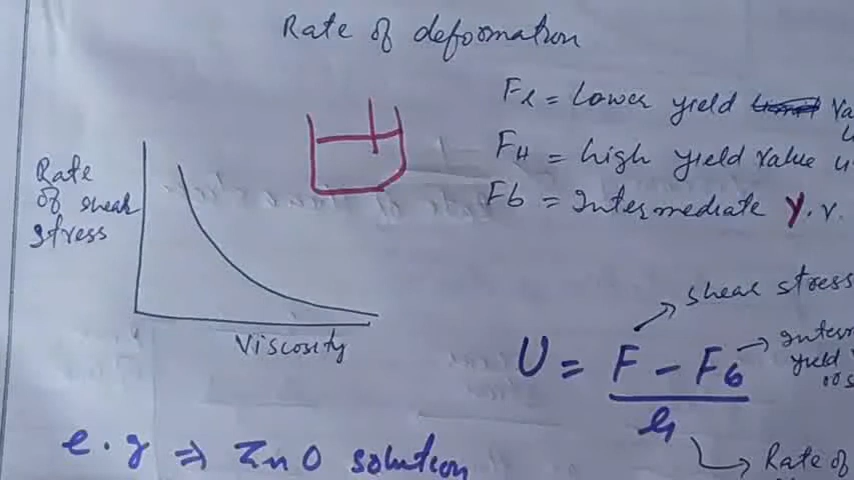 Rate of deformation
Fl = Lower yield
FH = high yield value
Fb = Intermediate y.v.
Rate
of shear
stress
Viscosity
shear stress
U = F - Fb
yield
Rate of
e.g => ZnO solution